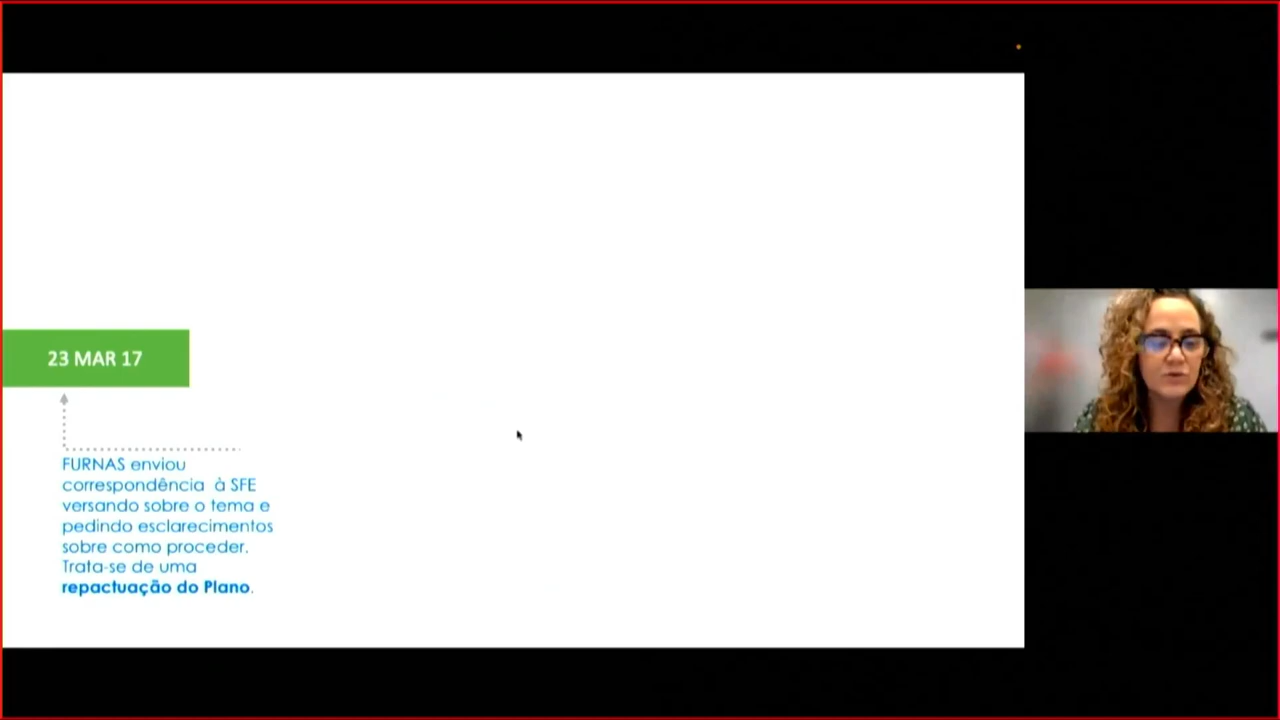 23 MAR 17
FURNAS enviou
correspondência à SFE
versando sobre o tema e
pedindo esclarecimentos
sobre como proceder.
Trata-se de uma
repactuação do Plano.